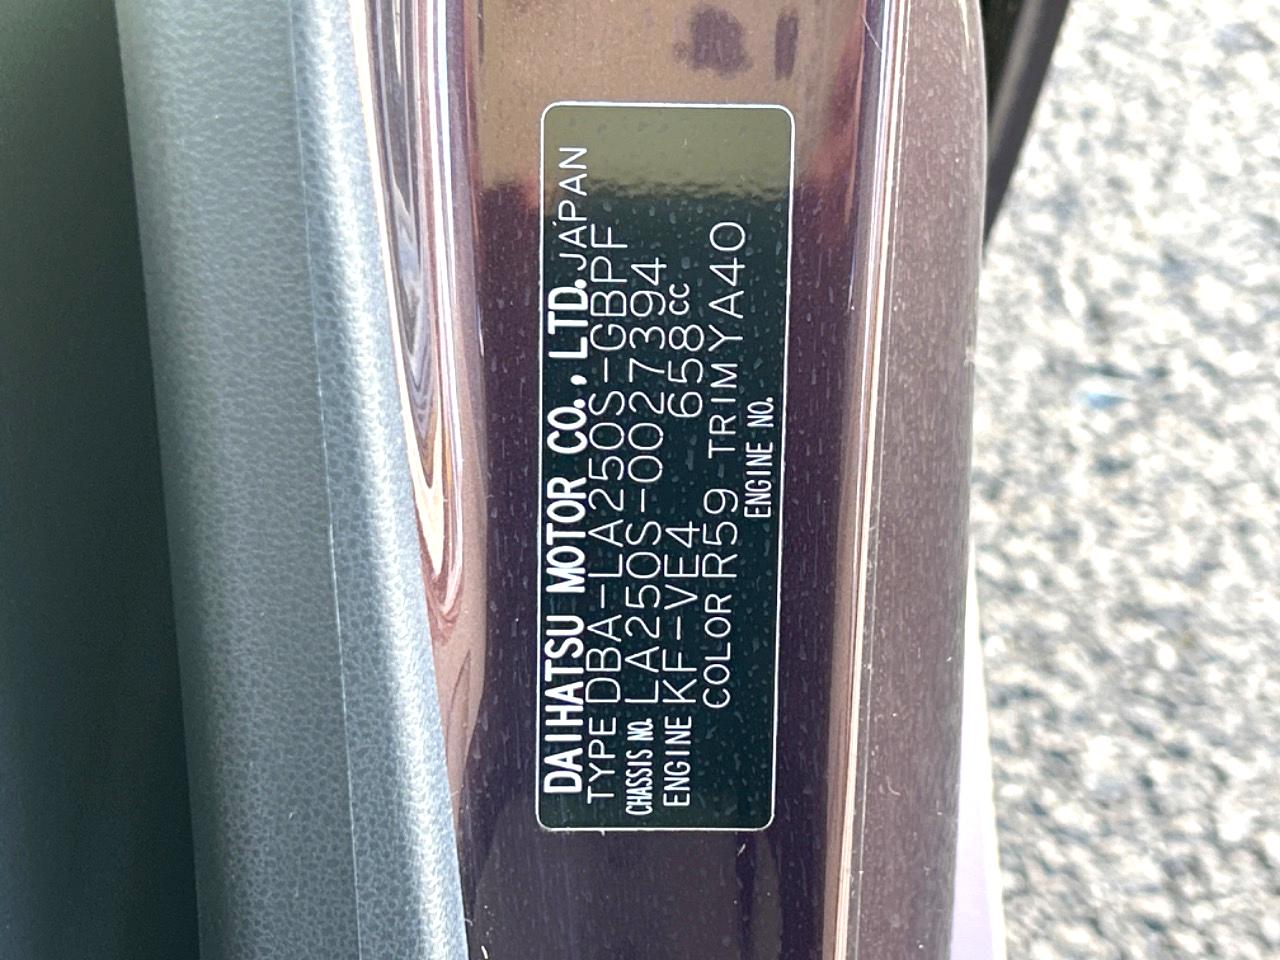 DAIHATSU MOTOR CO., LTD. JAPAN
TYPE DBA-LA250S-GBPF
CHASSIS NO. LA250S-0027394
ENGINE KF-VE4 658cc
COLOR R59 TRIM YA40
ENGINE NO.